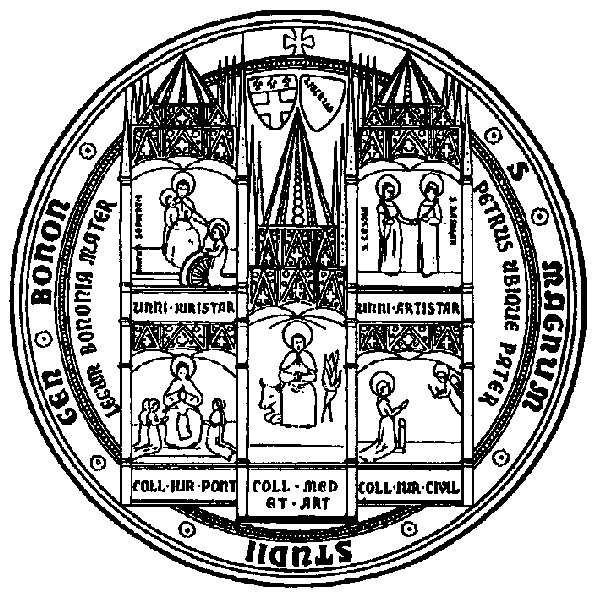 S MAGNUM
STUDII
GEN BONON
PETRUS UBIQUE PATER
LEGUM BONONIA MATER
UNNI·IURISTAR
UNNI·ARTISTAR
COLL·IUR·PONT
COLL·MED
ET·ART
COLL·IUR·CIVIL